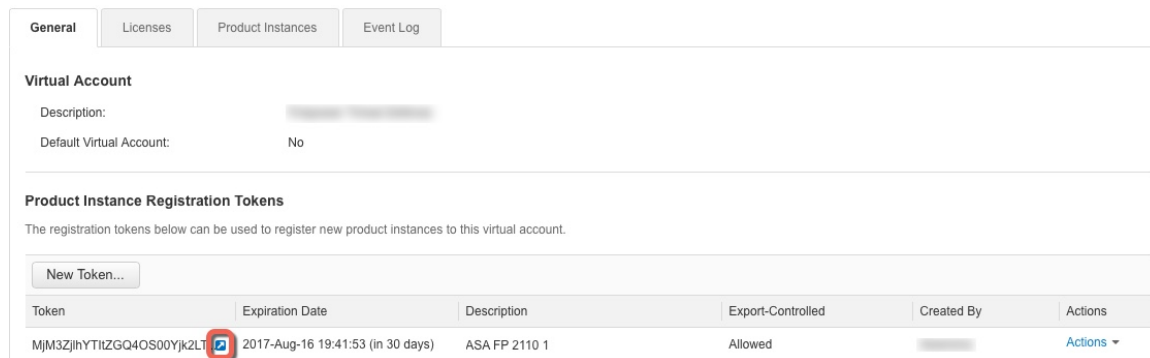 General Licenses Product Instances Event Log
Virtual Account
Description:
Default Virtual Account: No
Product Instance Registration Tokens
The registration tokens below can be used to register new product instances to this virtual account.
New Token...
Token Expiration Date Description Export-Controlled Created By Actions
MjM3ZjlhYTItZGQ4OS00Yjk2LT 2017-Aug-16 19:41:53 (in 30 days) ASA FP 2110 1 Allowed Actions